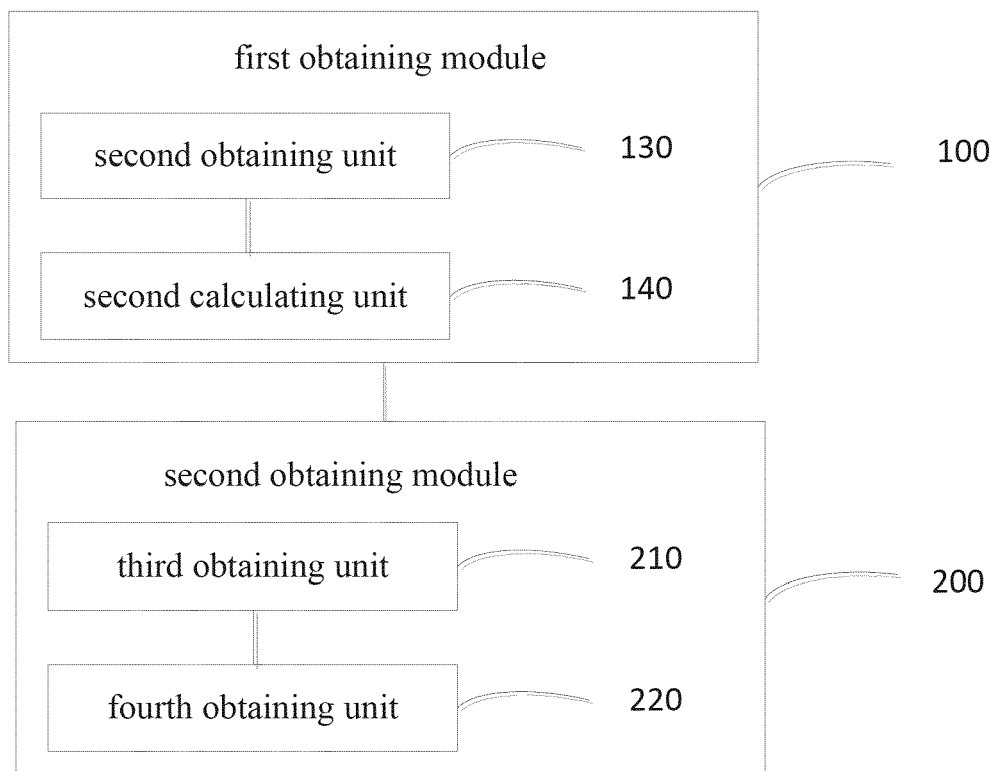 first obtaining module
second obtaining unit
130
100
second calculating unit
140
second obtaining module
third obtaining unit
210
200
fourth obtaining unit
220